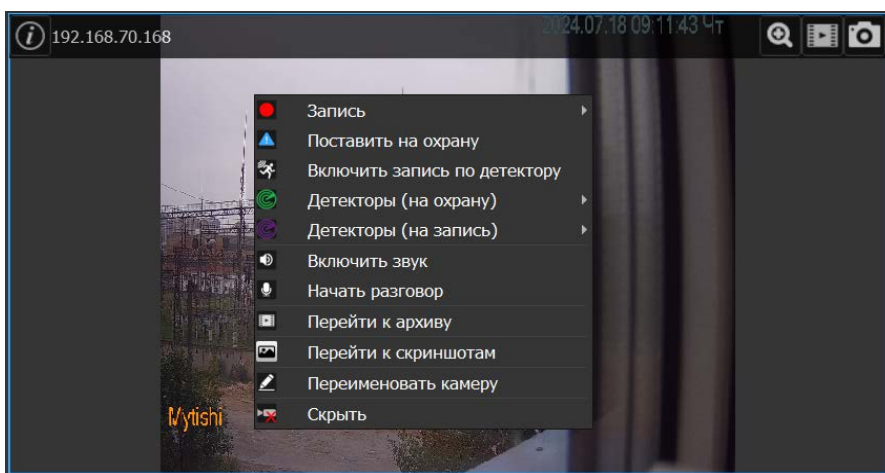 192.168.70.168
2024.07.18 09:11:43 Чт
Запись
Поставить на охрану
Включить запись по детектору
Детекторы (на охрану)
Детекторы (на запись)
Включить звук
Начать разговор
Перейти к архиву
Перейти к скриншотам
Переименовать камеру
Mytishi
Скрыть